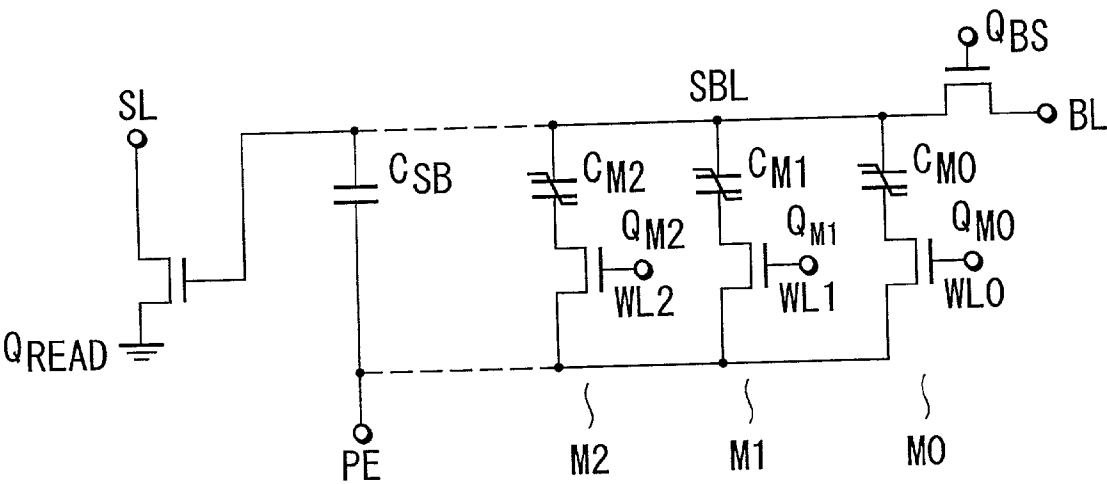 Q_BS
SL
SBL
BL
C_SB
C_M2
C_M1
C_M0
Q_M2
Q_M1
Q_M0
WL2
WL1
WL0
Q_READ
PE
M2
M1
M0